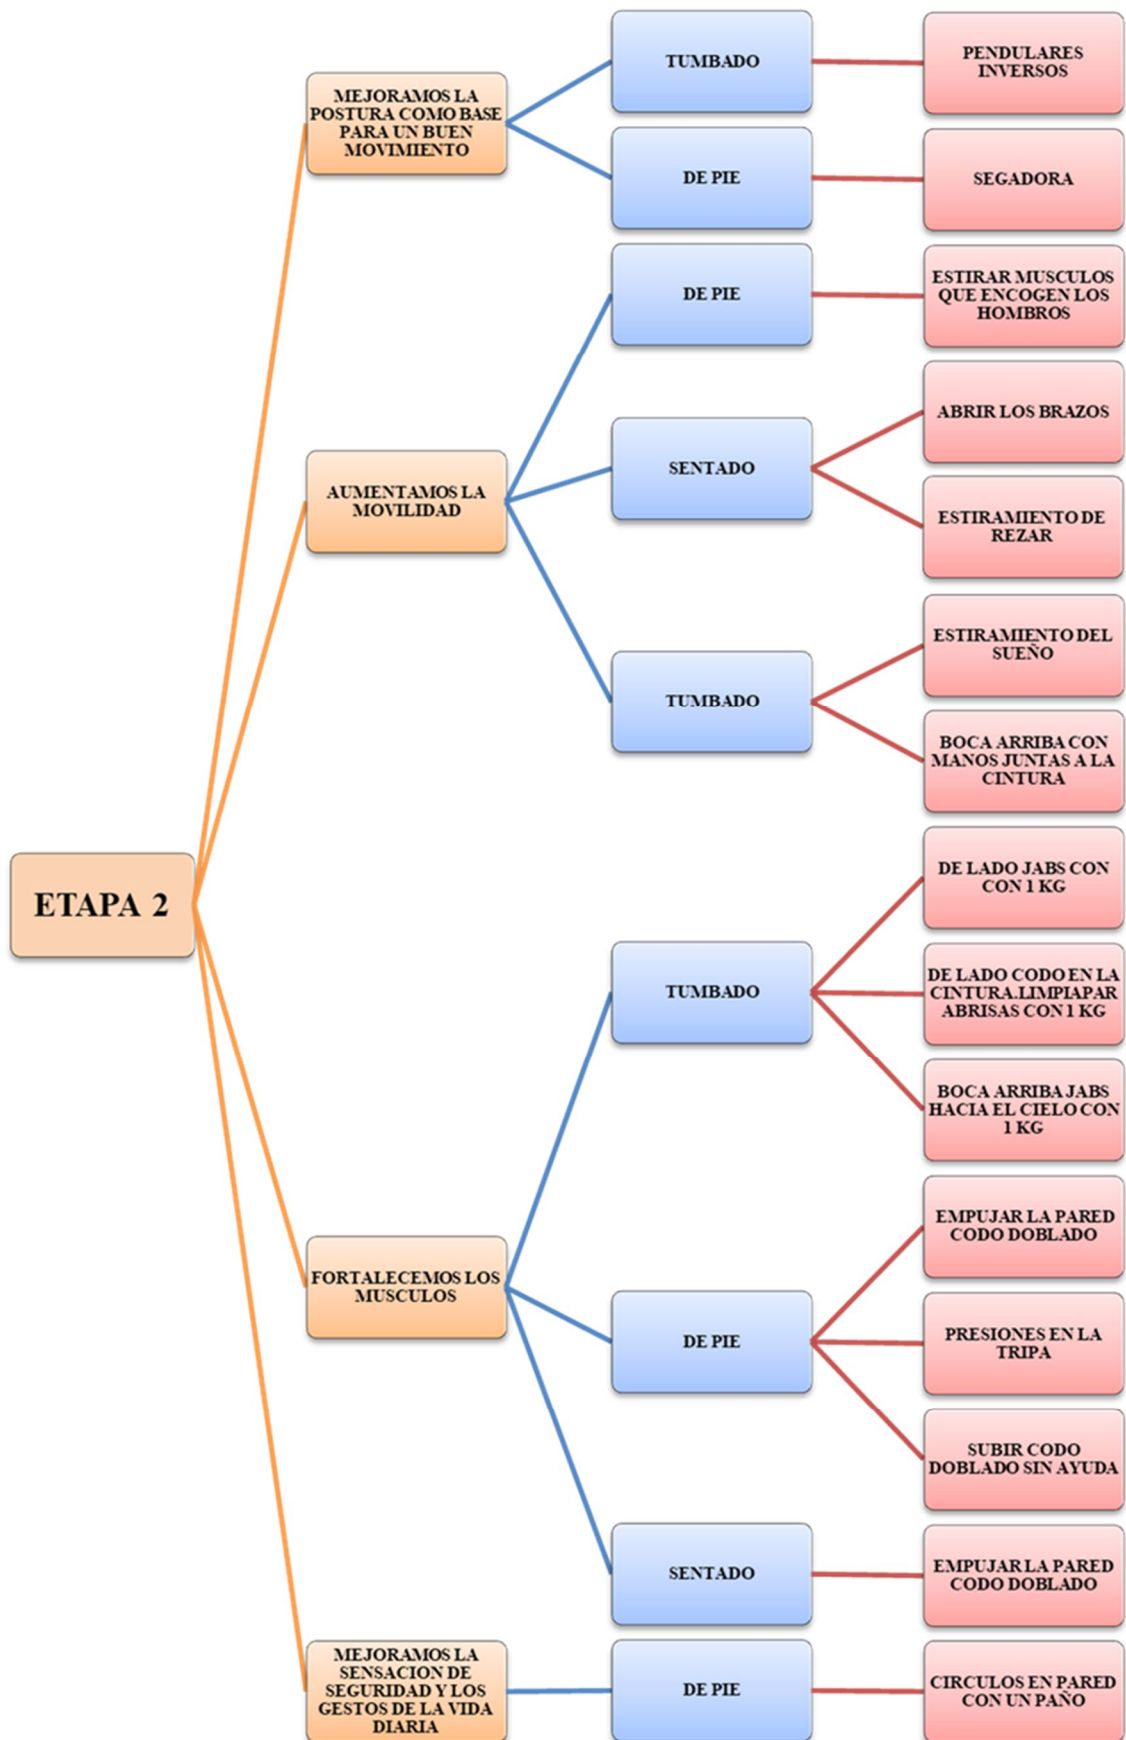 ETAPA 2
MEJORAMOS LA
POSTURA COMO BASE
PARA UN BUEN
MOVIMIENTO
TUMBADO
PENDULARES
INVERSOS
DE PIE
SEGADORA
AUMENTAMOS LA
MOVILIDAD
DE PIE
ESTIRAR MUSCULOS
QUE ENCOGEN LOS
HOMBROS
SENTADO
ABRIR LOS BRAZOS
ESTIRAMIENTO DE
REZAR
TUMBADO
ESTIRAMIENTO DEL
SUEÑO
BOCA ARRIBA CON
MANOS JUNTAS A LA
CINTURA
FORTALECEMOS LOS
MUSCULOS
TUMBADO
DE LADO JABS CON
CON 1 KG
DE LADO CODO EN LA
CINTURA.LIMPIAPAR
ABRISAS CON 1 KG
BOCA ARRIBA JABS
HACIA EL CIELO CON
1 KG
DE PIE
EMPUJAR LA PARED
CODO DOBLADO
PRESIONES EN LA
TRIPA
SUBIR CODO
DOBLADO SIN AYUDA
SENTADO
EMPUJAR LA PARED
CODO DOBLADO
MEJORAMOS LA
SENSACION DE
SEGURIDAD Y LOS
GESTOS DE LA VIDA
DIARIA
DE PIE
CIRCULOS EN PARED
CON UN PAÑO